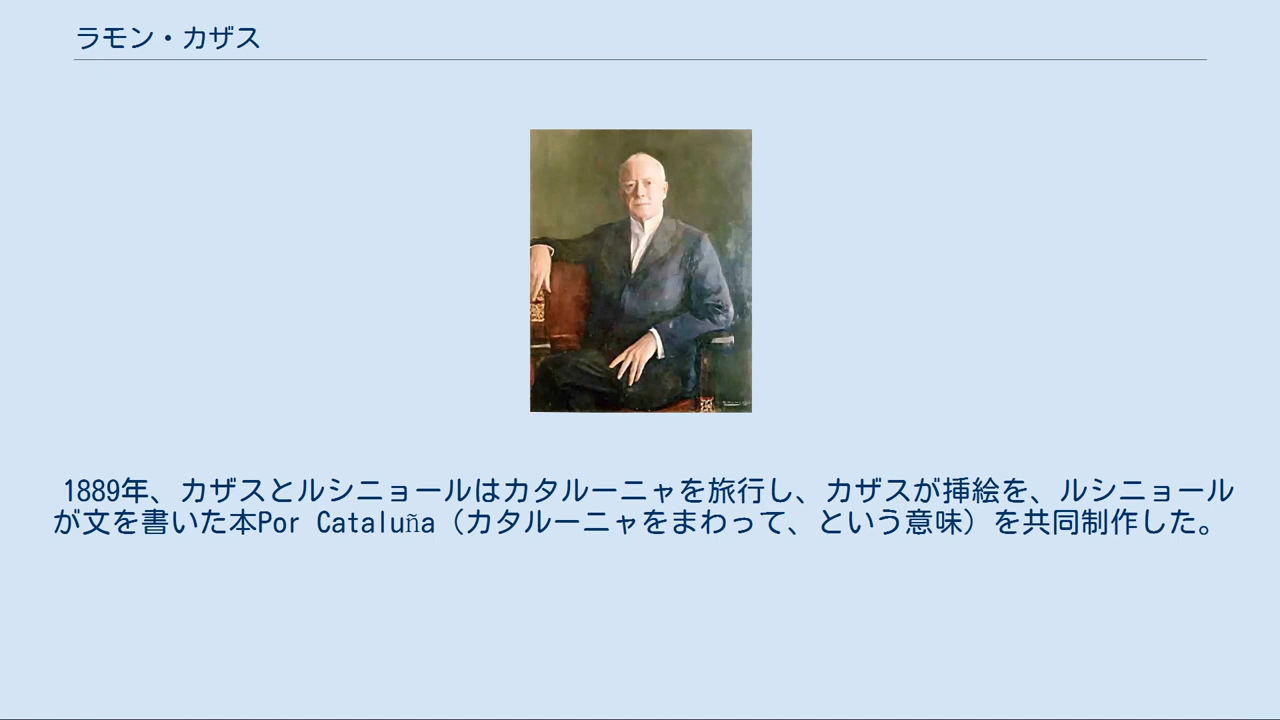 ラモン・カザス
1889年、カザスとルシニョールはカタルーニャを旅行し、カザスが挿絵を、ルシニョール
が文を書いた本Por Cataluña（カタルーニャをまわって、という意味）を共同制作した。